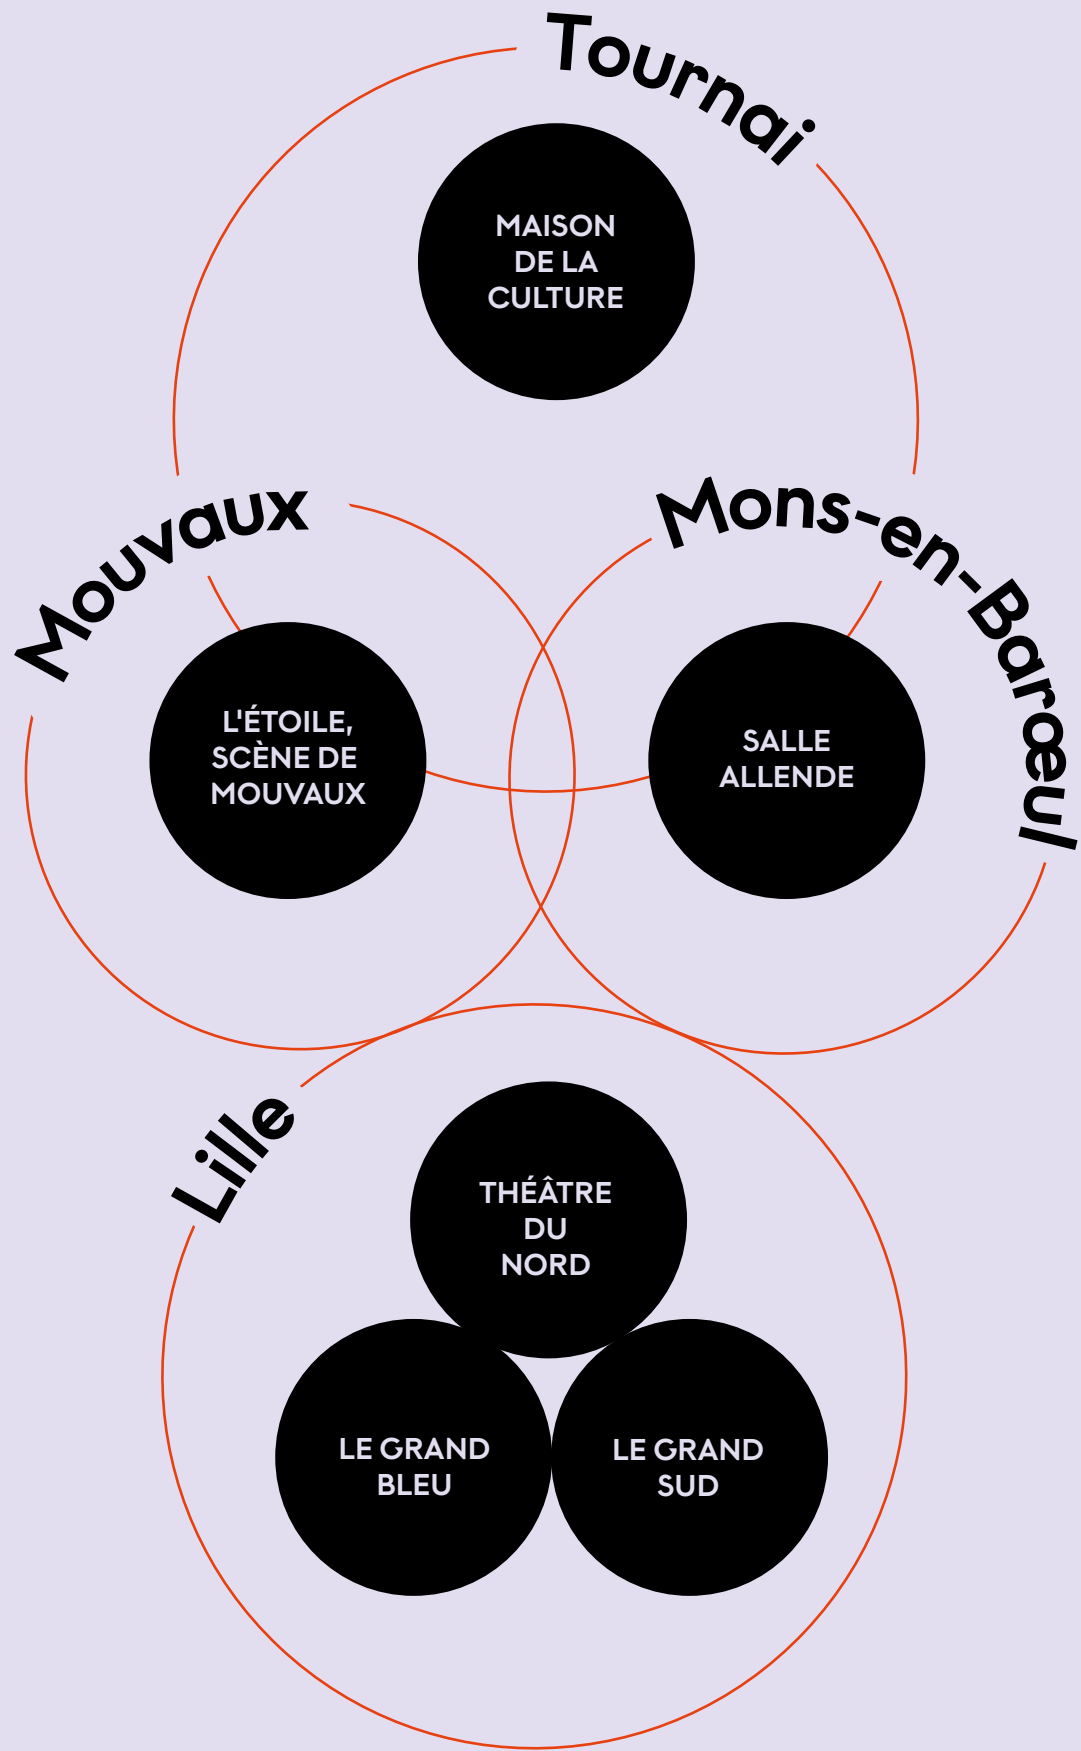 Tournai
MAISON
DE LA
CULTURE
Mouvaux
L'ÉTOILE,
SCÈNE DE
MOUVAUX
Mons-en-Barœul
SALLE
ALLENDE
Lille
THÉÂTRE
DU
NORD
LE GRAND
BLEU
LE GRAND
SUD